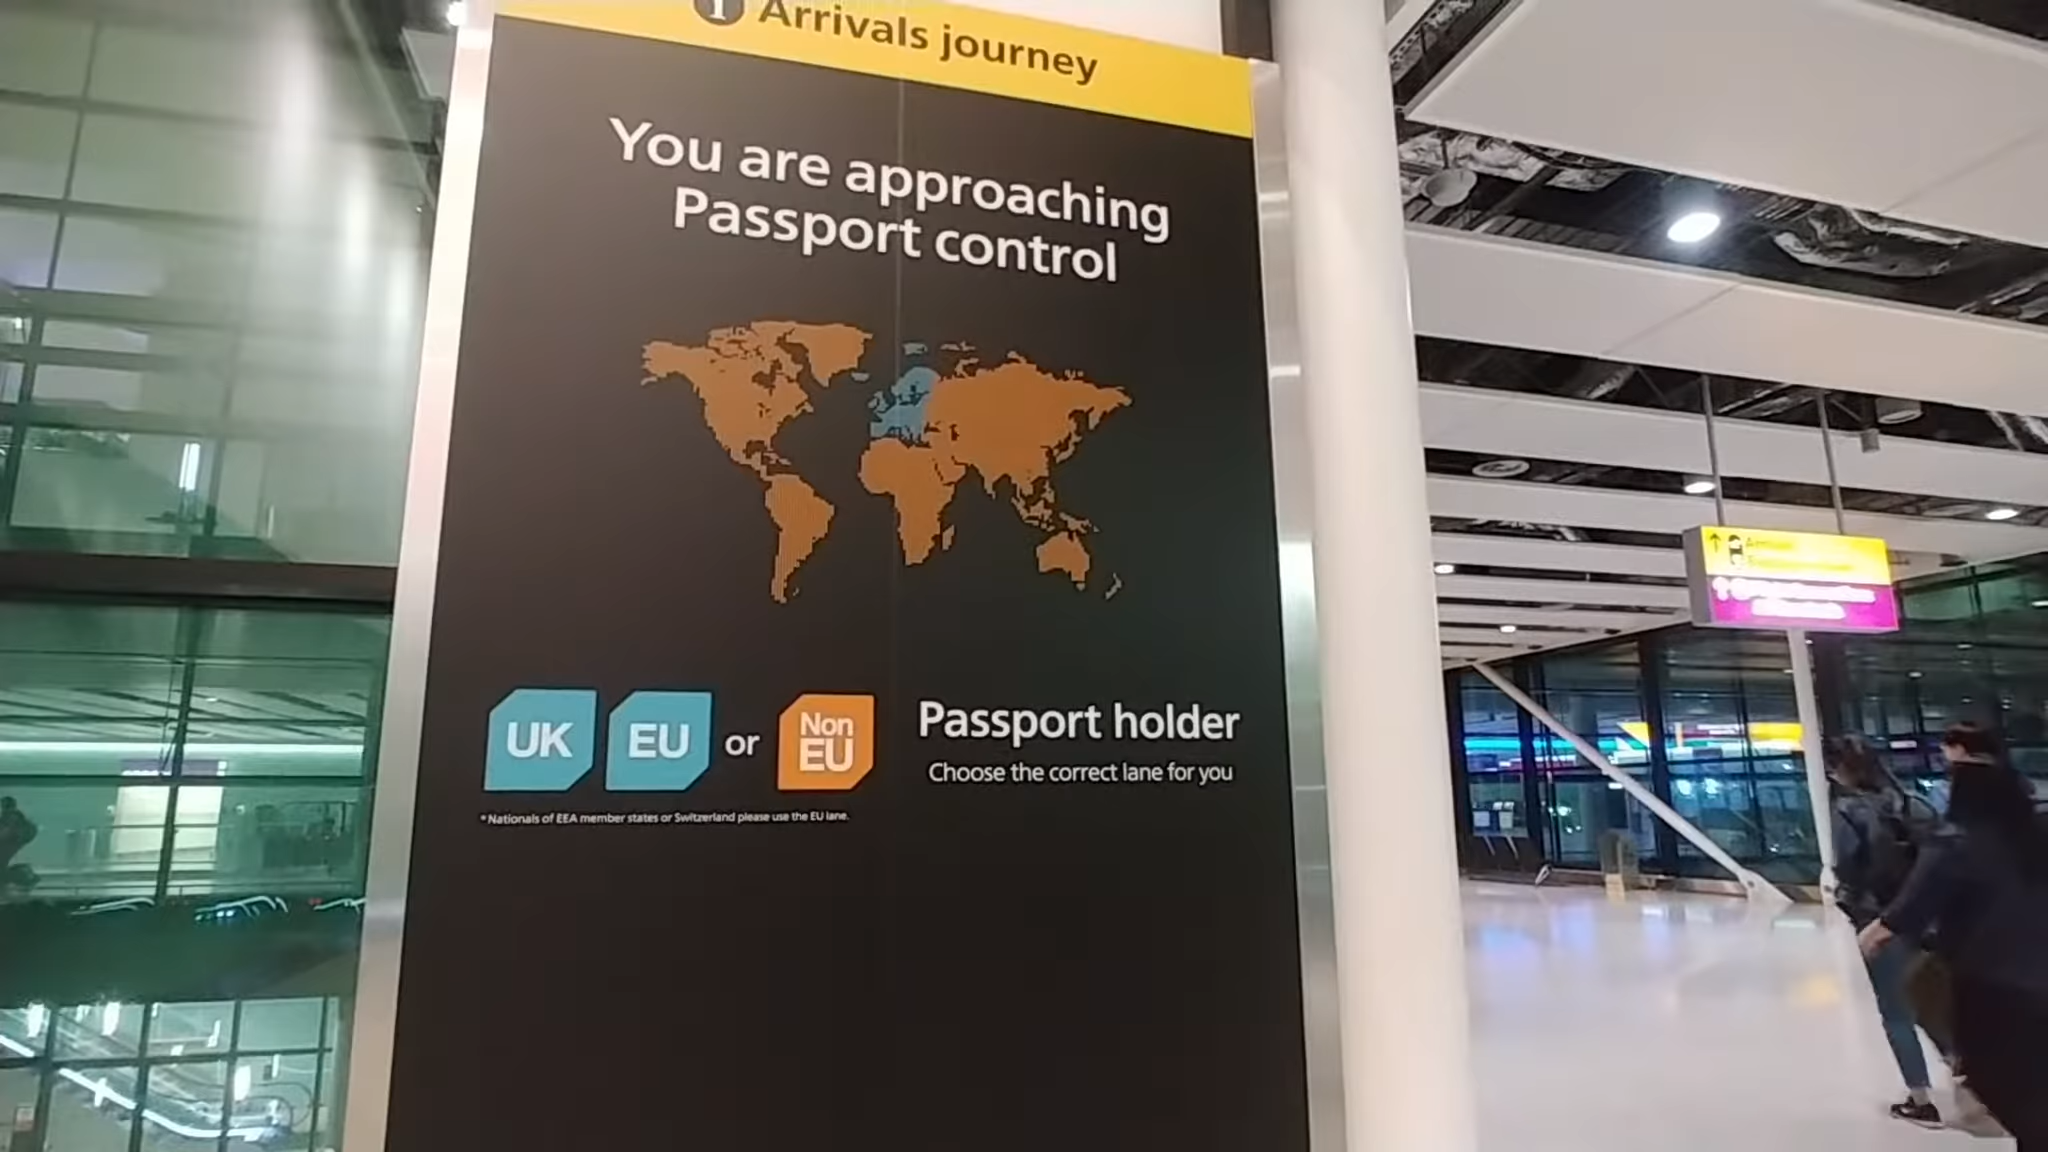 i Arrivals journey
You are approaching
Passport control
UK EU or Non EU
Passport holder
Choose the correct lane for you
* Nationals of EEA member states or Switzerland please use the EU lane.
Arrivals